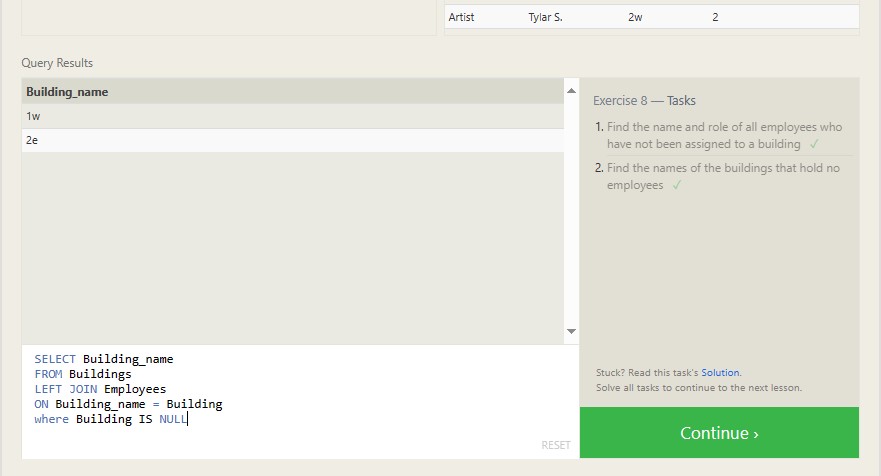 Artist Tylar S. 2w 2
Query Results
Building_name
1w
2e
Exercise 8 — Tasks
1. Find the name and role of all employees who
have not been assigned to a building ✓
2. Find the names of the buildings that hold no
employees ✓
SELECT Building_name
FROM Buildings
LEFT JOIN Employees
ON Building_name = Building
where Building IS NULL
RESET
Stuck? Read this task's Solution.
Solve all tasks to continue to the next lesson.
Continue ›